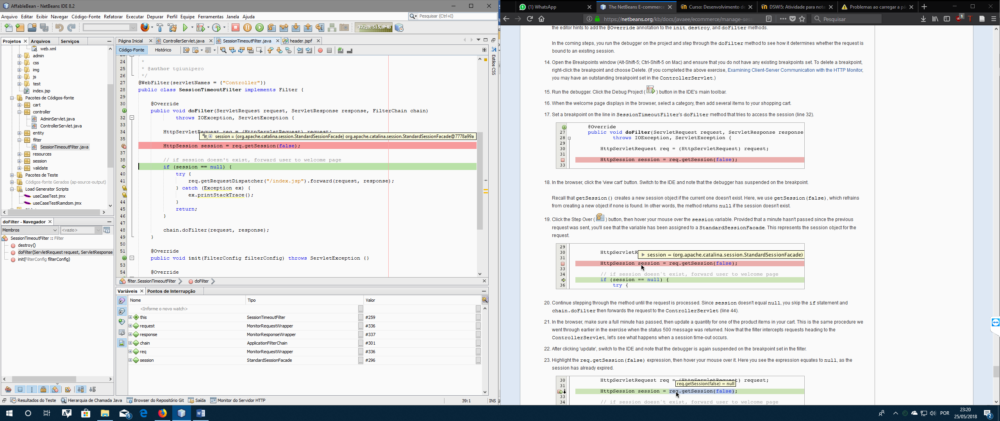 AffableBean - NetBeans IDE 8.2
Arquivo Editar Exibir Navegar Código-Fonte Refatorar Executar Depurar Perfil Equipe Ferramentas Janela Ajuda
Pesquisar (Ctrl+I)
372,3/515,0MB
Projetos Arquivos Serviços
web.xml
admin
css
img
js
test
index.jsp
Pacotes de Códigos-fonte
cart
controller
AdminServlet.java
ControllerServlet.java
entity
filter
SessionTimeoutFilter.java
resources
session
validate
Pacotes de Teste
Códigos-fonte Gerados (ap-source-output)
Load Generator Scripts
useCaseTest.jmx
useCaseTestRamdom.jmx
doFilter - Navegador
Membros <vazio>
SessionTimeoutFilter :: Filter
destroy()
doFilter(ServletRequest request, ServletResponse
init(FilterConfig filterConfig)
Página Inicial ControllerServlet.java SessionTimeoutFilter.java header.jspf
Código-Fonte Histórico
Estilos CSS
24 *
25 * @author tgiunipero
26 */
27 @WebFilter(servletNames = {"Controller"})
28 public class SessionTimeoutFilter implements Filter {
29
30 @Override
public void doFilter(ServletRequest request, ServletResponse response, FilterChain chain)
32 throws IOException, ServletException {
33
34 HttpServletRequest req = (HttpServletRequest) request;
35 session = (org.apache.catalina.session.StandardSessionFacade) org.apache.catalina.session.StandardSessionFacade@7778a99a
HttpSession session = req.getSession(false);
37
38 // if session doesn't exist, forward user to welcome page
if (session == null) {
40 try {
41 req.getRequestDispatcher("/index.jsp").forward(request, response);
} catch (Exception ex) {
ex.printStackTrace();
44 }
45 return;
46 }
47
48 chain.doFilter(request, response);
49 }
50
51 @Override
public void init(FilterConfig filterConfig) throws ServletException {}
53
54 @Override
filter.SessionTimeoutFilter doFilter
Variáveis Pontos de Interrupção
Nome Tipo Valor
<Informe o novo watch>
this SessionTimeoutFilter #259
request MonitorRequestWrapper #336
response MonitorResponseWrapper #337
chain ApplicationFilterChain #301
req MonitorRequestWrapper #336
session StandardSessionFacade #296
Resultados do Teste Hierarquia de Chamada Java Browser do Repositório Git Saída Monitor do Servidor HTTP
39:1 INS
(1) WhatsApp The NetBeans E-commerce Curso: Desenvolvimento de DSWI5: Atividade para nota Problemas ao carregar a pá
https://netbeans.org/kb/docs/javaee/ecommerce/manage-sess
Pesquisar
1
the editor hints to add the @Override annotation to the init, destroy, and doFilter methods.
In the coming steps, you run the debugger on the project and step through the doFilter method to see how it determines whether the request is
bound to an existing session.
14. Open the Breakpoints window (Alt-Shift-5; Ctrl-Shift-5 on Mac) and ensure that you do not have any existing breakpoints set. To delete a breakpoint,
right-click the breakpoint and choose Delete. (If you completed the above exercise, Examining Client-Server Communication with the HTTP Monitor,
you may have an outstanding breakpoint set in the ControllerServlet.)
15. Run the debugger. Click the Debug Project ( ) button in the IDE's main toolbar.
16. When the welcome page displays in the browser, select a category, then add several items to your shopping cart.
17. Set a breakpoint on the line in SessionTimeoutFilter's doFilter method that tries to access the session (line 32).
@Override
27 public void doFilter(ServletRequest request, ServletResponse response
28 throws IOException, ServletException {
29
30 HttpServletRequest req = (HttpServletRequest) request;
31
HttpSession session = req.getSession(false);
33
18. In the browser, click the 'view cart' button. Switch to the IDE and note that the debugger has suspended on the breakpoint.
Recall that getSession() creates a new session object if the current one doesn't exist. Here, we use getSession(false), which refrains
from creating a new object if none is found. In other words, the method returns null if the session doesn't exist.
19. Click the Step Over ( ) button, then hover your mouse over the session variable. Provided that a minute hasn't passed since the previous
request was sent, you'll see that the variable has been assigned to a StandardSessionFacade. This represents the session object for the
request.
29
30 HttpServletR
session = (org.apache.catalina.session.StandardSessionFacade)
31
HttpSession session = req.getSession(false);
33
34 // if session doesn't exist, forward user to welcome page
if (session == null) {
36 try {
20. Continue stepping through the method until the request is processed. Since session doesn't equal null, you skip the if statement and
chain.doFilter then forwards the request to the ControllerServlet (line 44).
21. In the browser, make sure a full minute has passed, then update a quantity for one of the product items in your cart. This is the same procedure we
went through earlier in the exercise when the status 500 message was returned. Now that the filter intercepts requests heading to the
ControllerServlet, let's see what happens when a session time-out occurs.
22. After clicking 'update', switch to the IDE and note that the debugger is again suspended on the breakpoint set in the filter.
23. Highlight the req.getSession(false) expression, then hover your mouse over it. Here you see the expression equates to null, as the
session has already expired.
30 HttpServletRequest req = (HttpServletRequest) request;
req.getSession(false) = null
31
HttpSession session = req.getSession(false);
33
34 // if session doesn't exist, forward user to welcome page
5
POR
23:20
25/05/2018
2